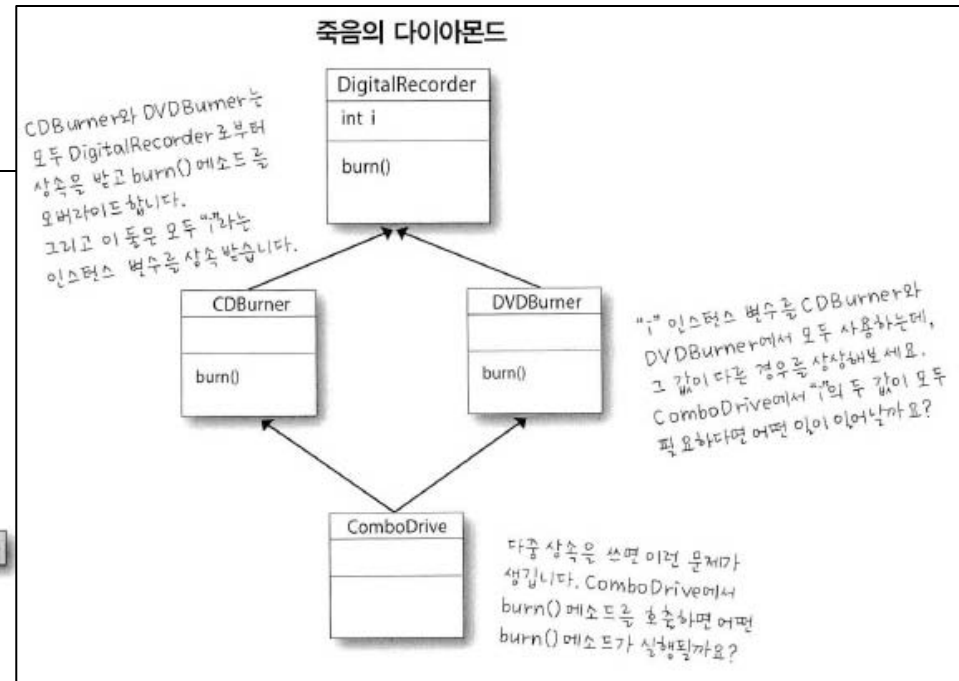 죽음의 다이아몬드
DigitalRecorder
int i
burn()
CDBurner와 DVDBurner는
모두 DigitalRecorder로부터
상속을 받고 burn() 메소드를
오버라이드합니다.
그리고 이 둘은 모두 "i"라는
인스턴스 변수를 상속 받습니다.
CDBurner
burn()
DVDBurner
burn()
"i" 인스턴스 변수를 CDBurner와
DVDBurner에서 모두 사용하는데,
그 값이 다른 경우를 상상해보세요.
ComboDrive에서 "i"의 두 값이 모두
필요하다면 어떤 일이 일어날까요?
ComboDrive
다중 상속을 쓰면 이런 문제가
생깁니다. ComboDrive에서
burn() 메소드를 호출하면 어떤
burn() 메소드가 실행될까요?